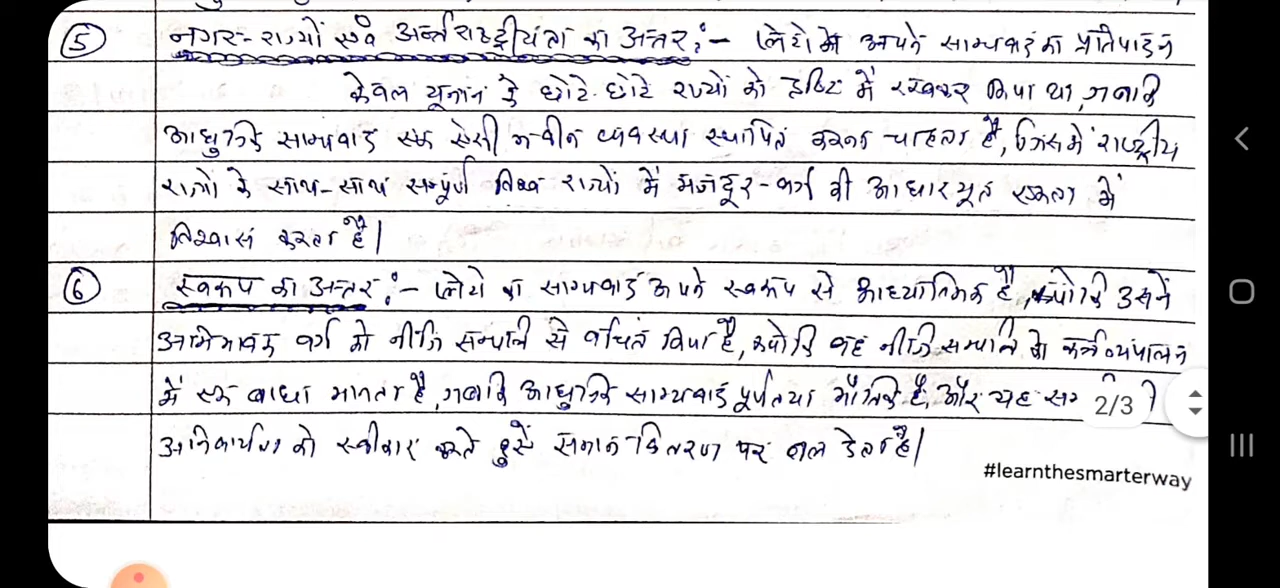 ⑤ नगर-राज्यों एवं अर्न्तराष्ट्रीयता का अन्तर :- प्लेटो ने अपने साम्यवाद का प्रतिपादन
केवल यूनान के छोटे-छोटे राज्यों को दृष्टि में रखकर किया था, जबकि
आधुनिक साम्यवाद एक ऐसी नवीन व्यवस्था स्थापित करना चाहता है, जिसमें राष्ट्रीय
राज्यों के साथ-साथ सम्पूर्ण विश्व राज्यों में मजदूर-वर्ग की आधारभूत एकता में
विश्वास करता है।
⑥ स्वरूप का अन्तर :- प्लेटो का साम्यवाद अपने स्वरूप से आध्यात्मिक है, क्योंकि उसने
अभिभावक वर्ग को नीजि सम्पत्ति से वंचित किया है, क्योंकि वह नीजि सम्पत्ति को कर्त्तव्यपालन
में एक बाधा मानता है, जबकि आधुनिक साम्यवाद पूर्णतया भौतिक है और यह
2/3
अनिवार्यता को स्वीकार करते हुये समान वितरण पर बल देता है।
#learnthesmarterway